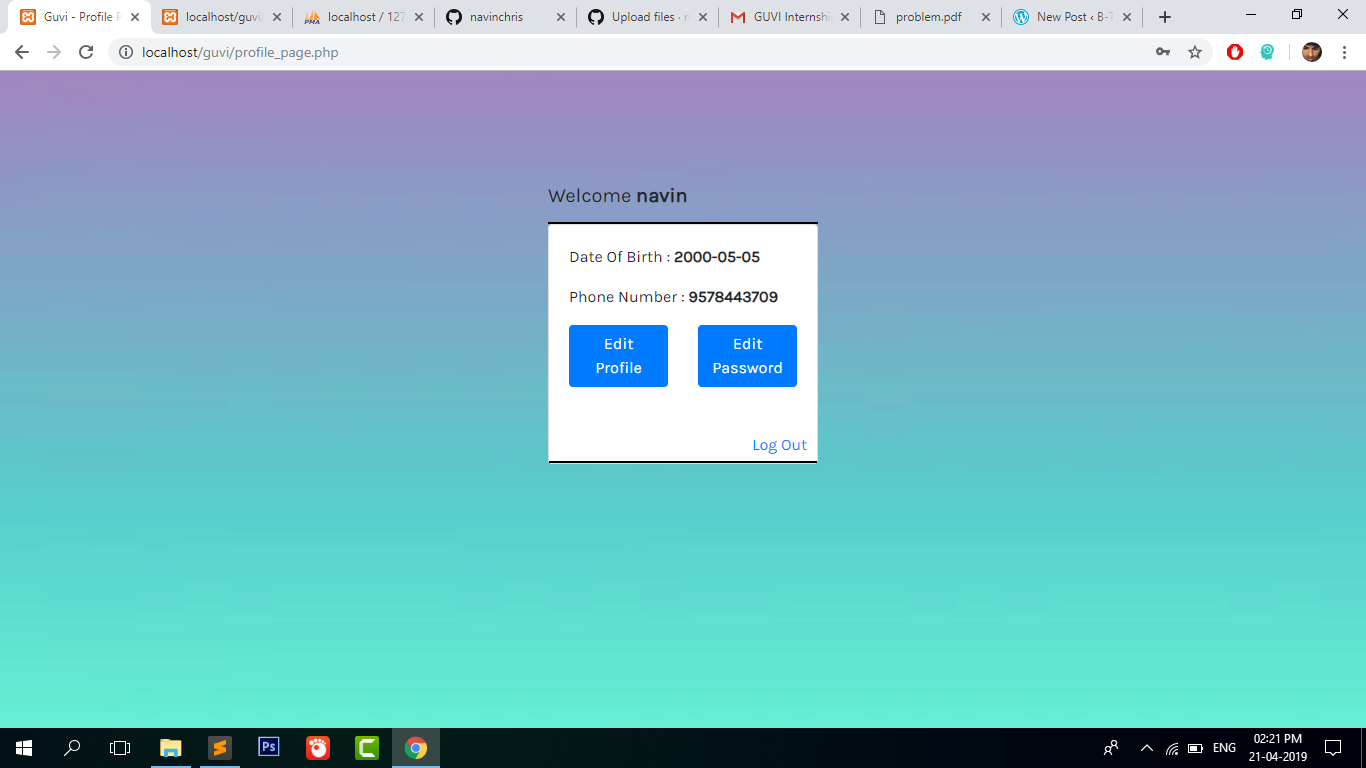 Guvi - Profile P
localhost/guvi/
localhost / 127
navinchris
Upload files · n
GUVI Internshi
problem.pdf
New Post ‹ B-T
localhost/guvi/profile_page.php
Welcome navin
Date Of Birth : 2000-05-05
Phone Number : 9578443709
Edit
Profile
Edit
Password
Log Out
Ps
ENG
02:21 PM
21-04-2019